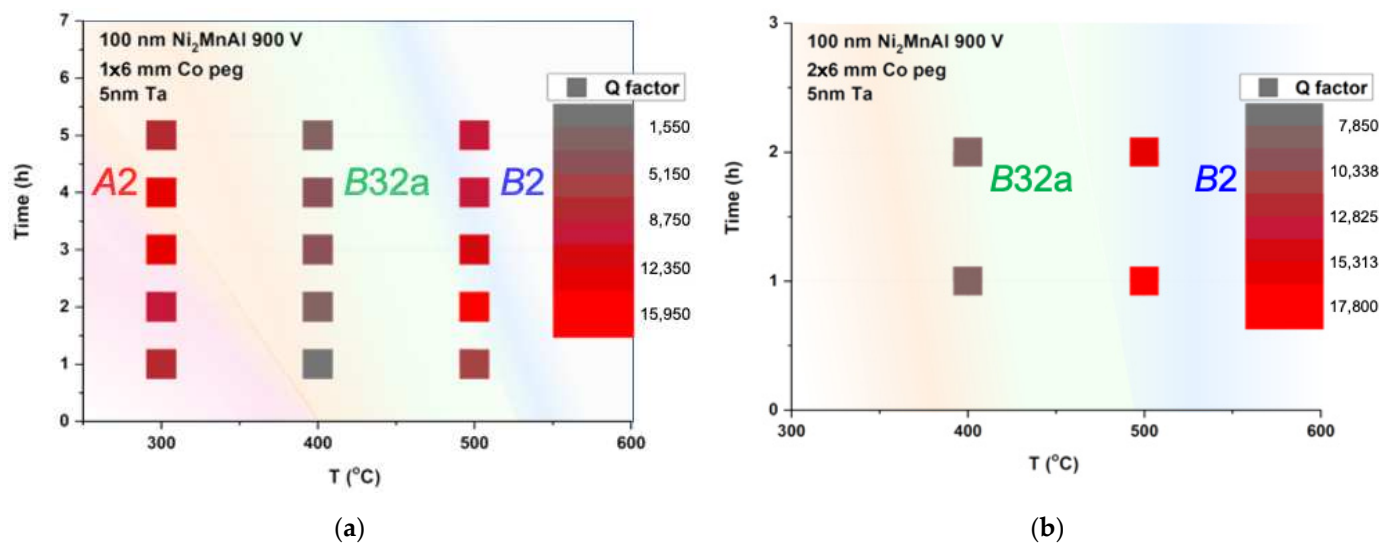 100 nm Ni₂MnAl 900 V
1x6 mm Co peg
5nm Ta
Q factor
1,550
5,150
8,750
12,350
15,950
A2
B32a
B2
Time (h)
7
6
5
4
3
2
1
0
300
400
500
600
T (°C)
(a)
100 nm Ni₂MnAl 900 V
2x6 mm Co peg
5nm Ta
Q factor
7,850
10,338
12,825
15,313
17,800
B32a
B2
Time (h)
3
2
1
0
300
400
500
600
T (°C)
(b)